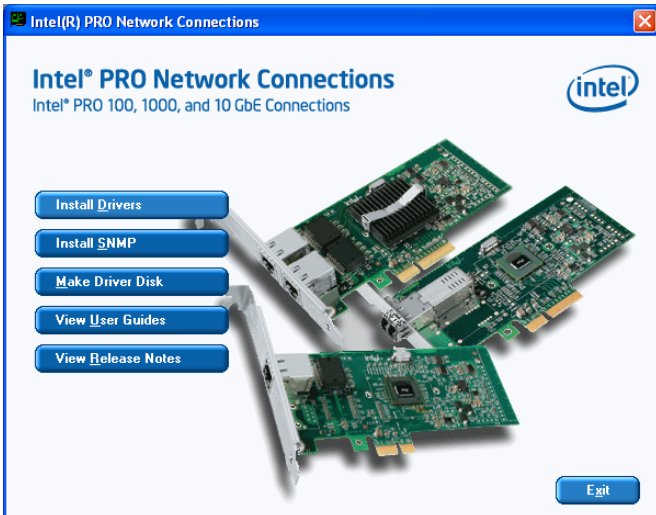 Intel(R) PRO Network Connections
Intel® PRO Network Connections
Intel® PRO 100, 1000, and 10 GbE Connections
intel
Install Drivers
Install SNMP
Make Driver Disk
View User Guides
View Release Notes
Exit